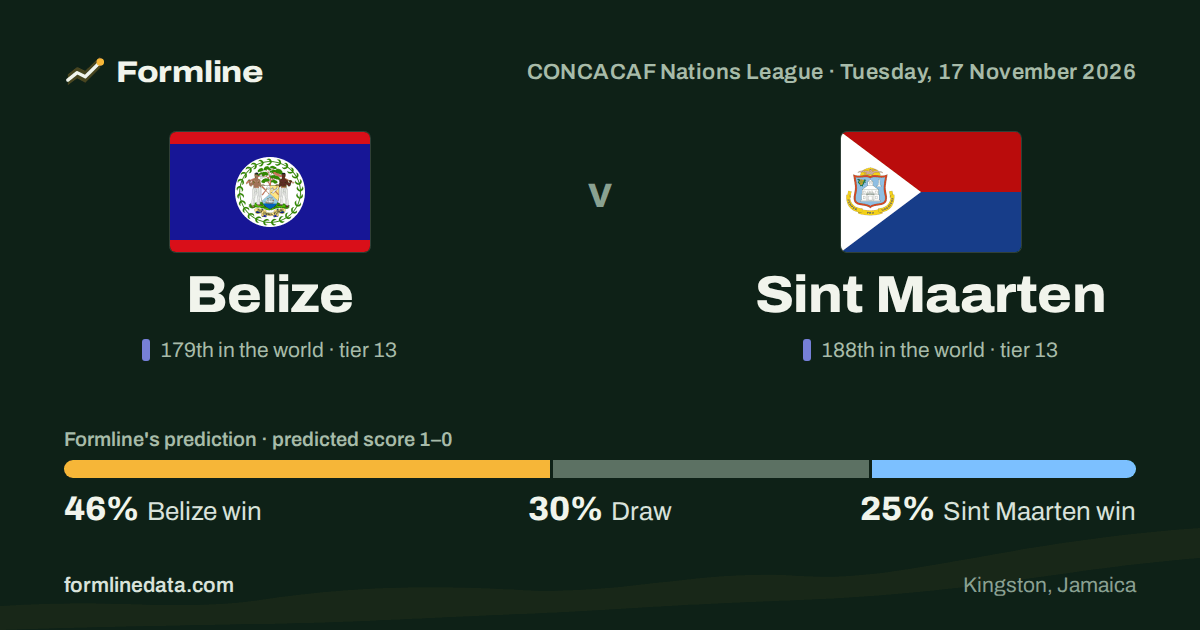 Formline
CONCACAF Nations League · Tuesday, 17 November 2026
v
Belize
Sint Maarten
179th in the world · tier 13
188th in the world · tier 13
Formline's prediction · predicted score 1–0
46% Belize win
30% Draw
25% Sint Maarten win
formlinedata.com
Kingston, Jamaica